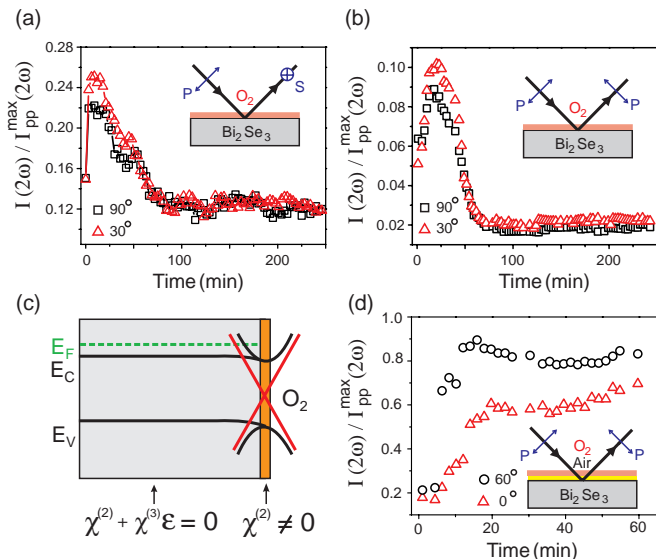 (a)
I (2ω) / I_pp^max (2ω)
0.28
0.24
0.20
0.16
0.12
0
100
200
Time (min)
90°
30°
P
O₂
S
Bi₂Se₃
(b)
I (2ω) / I_pp^max (2ω)
0.10
0.08
0.06
0.04
0.02
0
100
200
Time (min)
90°
30°
P
O₂
P
Bi₂Se₃
(c)
E_F
E_C
E_V
O₂
χ^(2) + χ^(3) ℰ = 0
χ^(2) ≠ 0
(d)
I (2ω) / I_pp^max (2ω)
1.0
0.8
0.6
0.4
0.2
0
20
40
60
Time (min)
60°
0°
P
O₂
Air
P
Bi₂Se₃